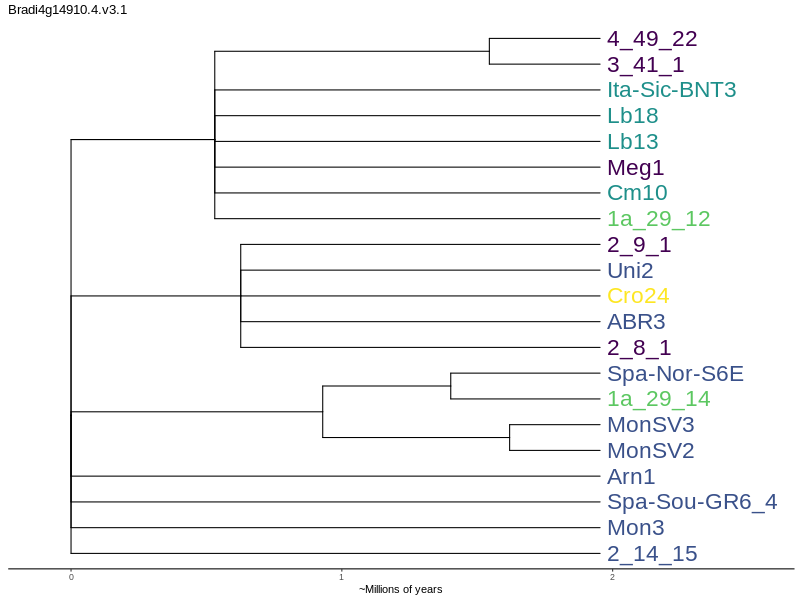 Bradi4g14910.4.v3.1
4_49_22
3_41_1
Ita-Sic-BNT3
Lb18
Lb13
Meg1
Cm10
1a_29_12
2_9_1
Uni2
Cro24
ABR3
2_8_1
Spa-Nor-S6E
1a_29_14
MonSV3
MonSV2
Arn1
Spa-Sou-GR6_4
Mon3
2_14_15
0 1 2
~Millions of years